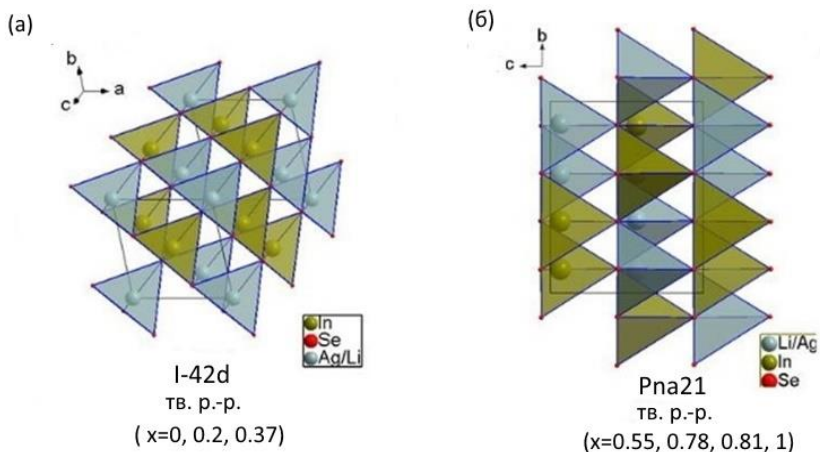 (а)
b
c
a
In
Se
Ag/Li
I-42d
тв. р.-р.
( x=0, 0.2, 0.37)
(б)
b
c
Li/Ag
In
Se
Pna21
тв. р.-р.
(x=0.55, 0.78, 0.81, 1)